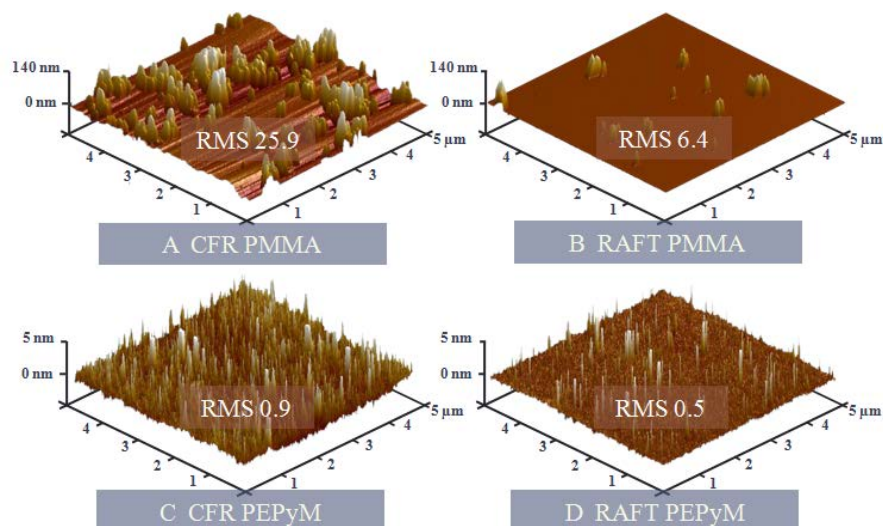 140 nm
0 nm
RMS 25.9
4
3
2
1
1
2
3
4
5 µm
A CFR PMMA
140 nm
0 nm
RMS 6.4
4
3
2
1
1
2
3
4
5 µm
B RAFT PMMA
5 nm
0 nm
RMS 0.9
4
3
2
1
1
2
3
4
5 µm
C CFR PEPyM
5 nm
0 nm
RMS 0.5
4
3
2
1
1
2
3
4
5 µm
D RAFT PEPyM